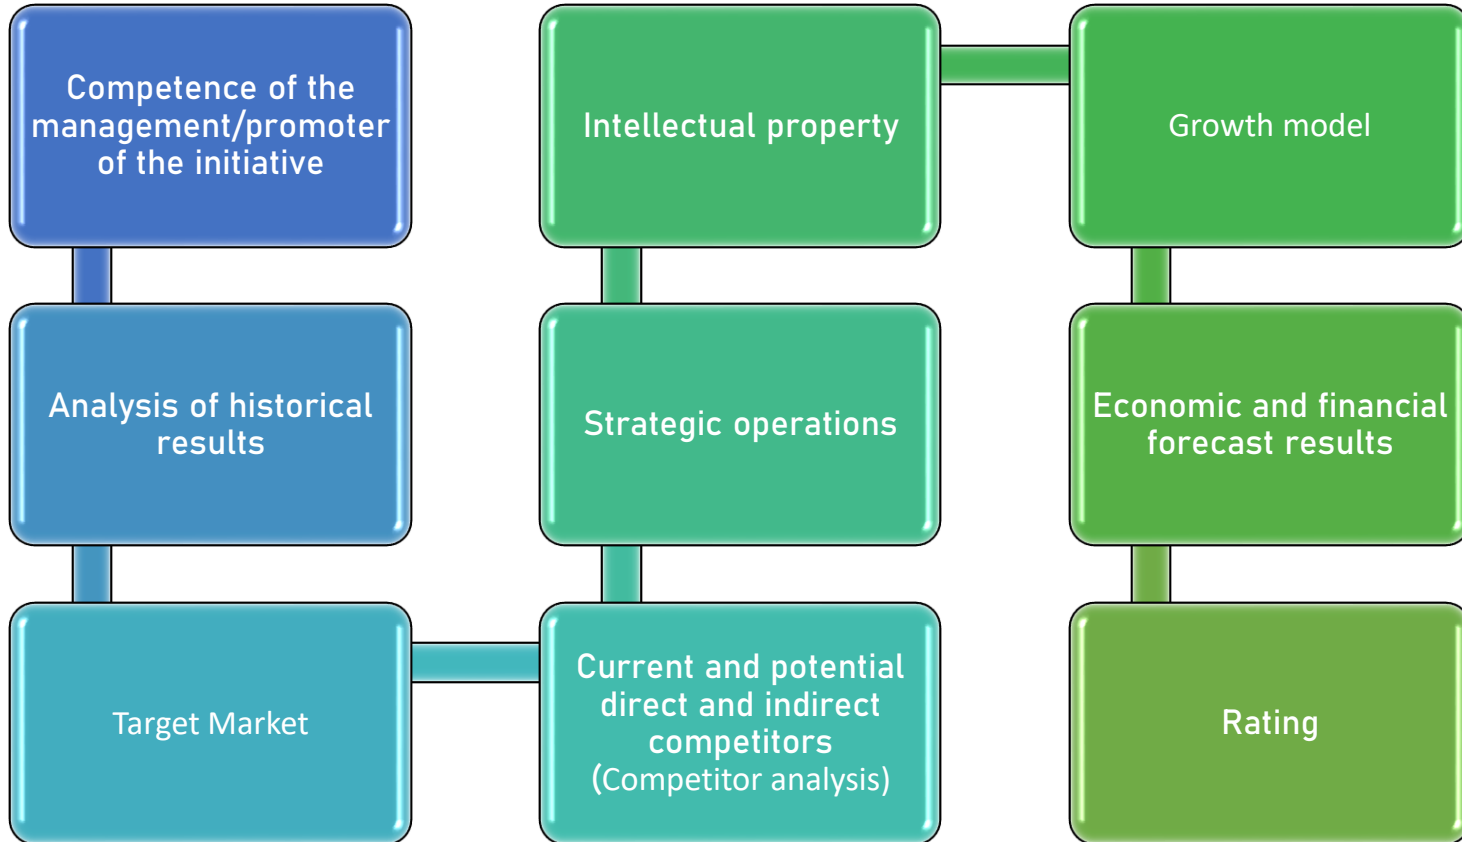 Competence of the
management/promoter
of the initiative
Analysis of historical
results
Target Market
Current and potential
direct and indirect
competitors
(Competitor analysis)
Strategic operations
Intellectual property
Growth model
Economic and financial
forecast results
Rating